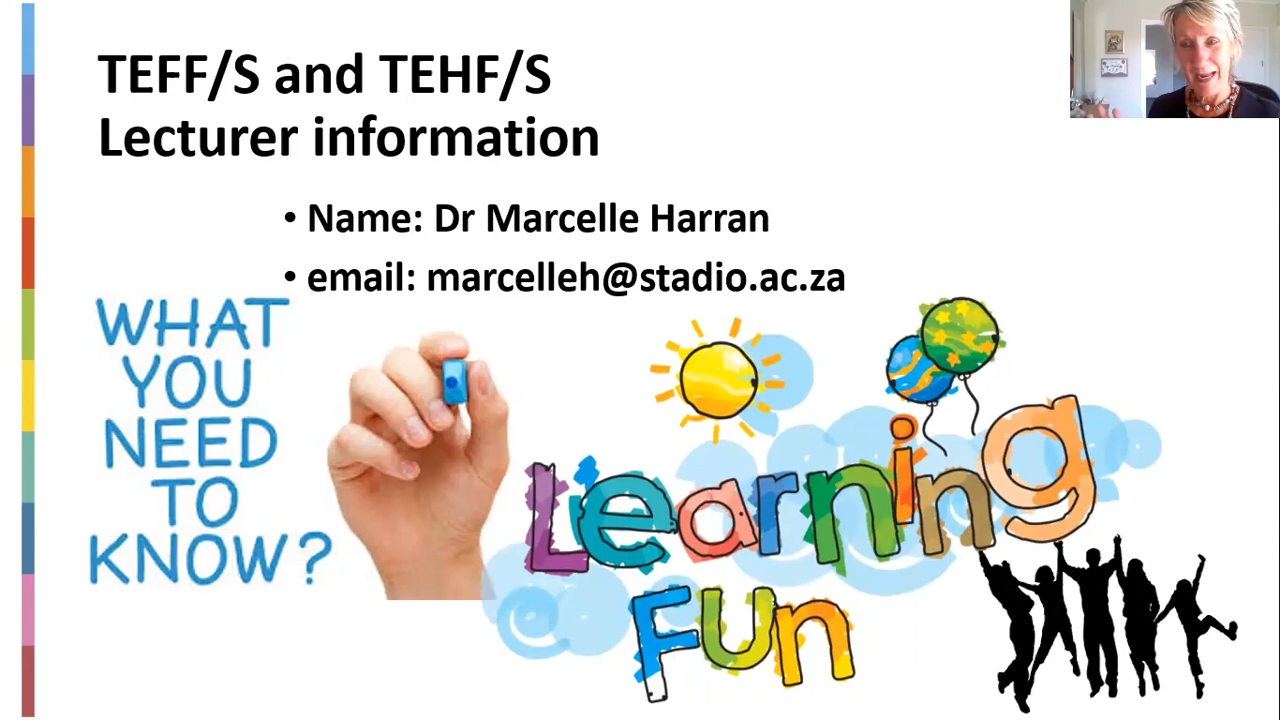 TEFF/S and TEHF/S
Lecturer information
• Name: Dr Marcelle Harran
• email: marcelleh@stadio.ac.za
WHAT
YOU
NEED
TO
KNOW?
Learning
Fun